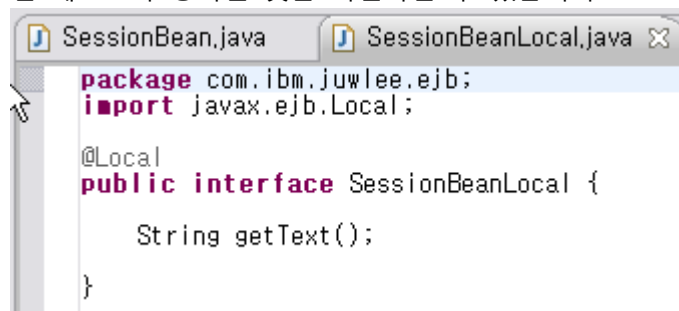 SessionBean.java SessionBeanLocal.java
package com.ibm.juwlee.ejb;
import javax.ejb.Local;
@Local
public interface SessionBeanLocal {
String getText();
}